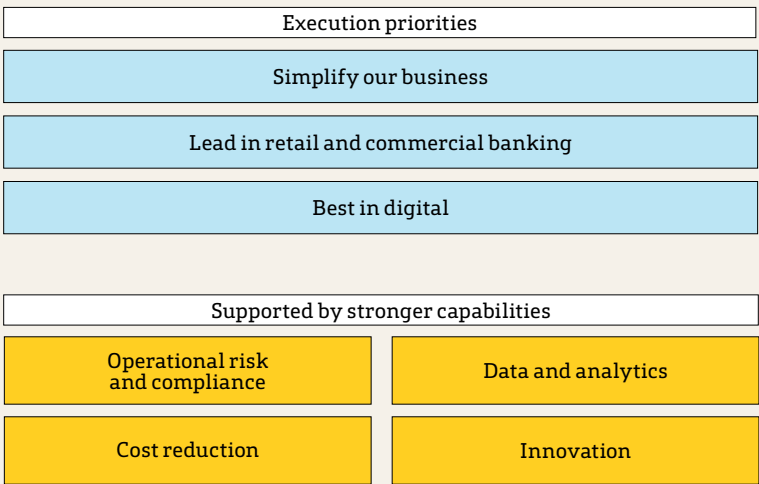 Execution priorities
Simplify our business
Lead in retail and commercial banking
Best in digital
Supported by stronger capabilities
Operational risk
and compliance
Data and analytics
Cost reduction
Innovation